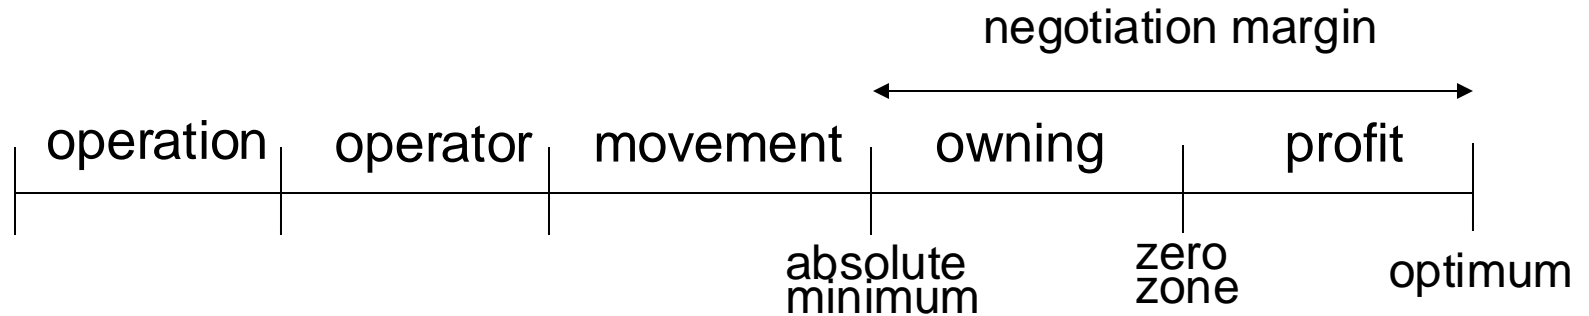 negotiation margin
operation operator movement owning profit
absolute minimum
zero zone
optimum